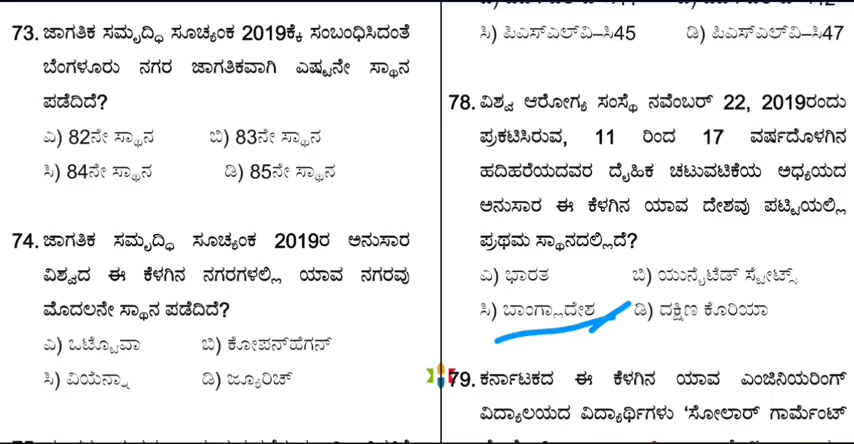 73. ಜಾಗತಿಕ ಸಮೃದ್ಧಿ ಸೂಚ್ಯಂಕ 2019ಕ್ಕೆ ಸಂಬಂಧಿಸಿದಂತೆ
ಬೆಂಗಳೂರು ನಗರ ಜಾಗತಿಕವಾಗಿ ಎಷ್ಟನೇ ಸ್ಥಾನ
ಪಡೆದಿದೆ?
ಎ) 82ನೇ ಸ್ಥಾನ ಬಿ) 83ನೇ ಸ್ಥಾನ
ಸಿ) 84ನೇ ಸ್ಥಾನ ಡಿ) 85ನೇ ಸ್ಥಾನ
74. ಜಾಗತಿಕ ಸಮೃದ್ಧಿ ಸೂಚ್ಯಂಕ 2019ರ ಅನುಸಾರ
ವಿಶ್ವದ ಈ ಕೆಳಗಿನ ನಗರಗಳಲ್ಲಿ ಯಾವ ನಗರವು
ಮೊದಲನೇ ಸ್ಥಾನ ಪಡೆದಿದೆ?
ಎ) ಒಟ್ಟೊವಾ ಬಿ) ಕೋಪನ್‌ಹೆಗನ್
ಸಿ) ವಿಯೆನ್ನಾ ಡಿ) ಜ್ಯೂರಿಚ್
ಸಿ) ಪಿಎಸ್‌ಎಲ್‌ವಿ–ಸಿ45 ಡಿ) ಪಿಎಸ್‌ಎಲ್‌ವಿ–ಸಿ47
78. ವಿಶ್ವ ಆರೋಗ್ಯ ಸಂಸ್ಥೆ ನವೆಂಬರ್ 22, 2019ರಂದು
ಪ್ರಕಟಿಸಿರುವ, 11 ರಿಂದ 17 ವರ್ಷದೊಳಗಿನ
ಹದಿಹರೆಯದವರ ದೈಹಿಕ ಚಟುವಟಿಕೆಯ ಅಧ್ಯಯದ
ಅನುಸಾರ ಈ ಕೆಳಗಿನ ಯಾವ ದೇಶವು ಪಟ್ಟಿಯಲ್ಲಿ
ಪ್ರಥಮ ಸ್ಥಾನದಲ್ಲಿದೆ?
ಎ) ಭಾರತ ಬಿ) ಯುನೈಟೆಡ್ ಸ್ಟೇಟ್ಸ್
ಸಿ) ಬಾಂಗ್ಲಾದೇಶ ಡಿ) ದಕ್ಷಿಣ ಕೊರಿಯಾ
79. ಕರ್ನಾಟಕದ ಈ ಕೆಳಗಿನ ಯಾವ ಎಂಜಿನಿಯರಿಂಗ್
ವಿದ್ಯಾಲಯದ ವಿದ್ಯಾರ್ಥಿಗಳು 'ಸೋಲಾರ್ ಗಾರ್ಮೆಂಟ್